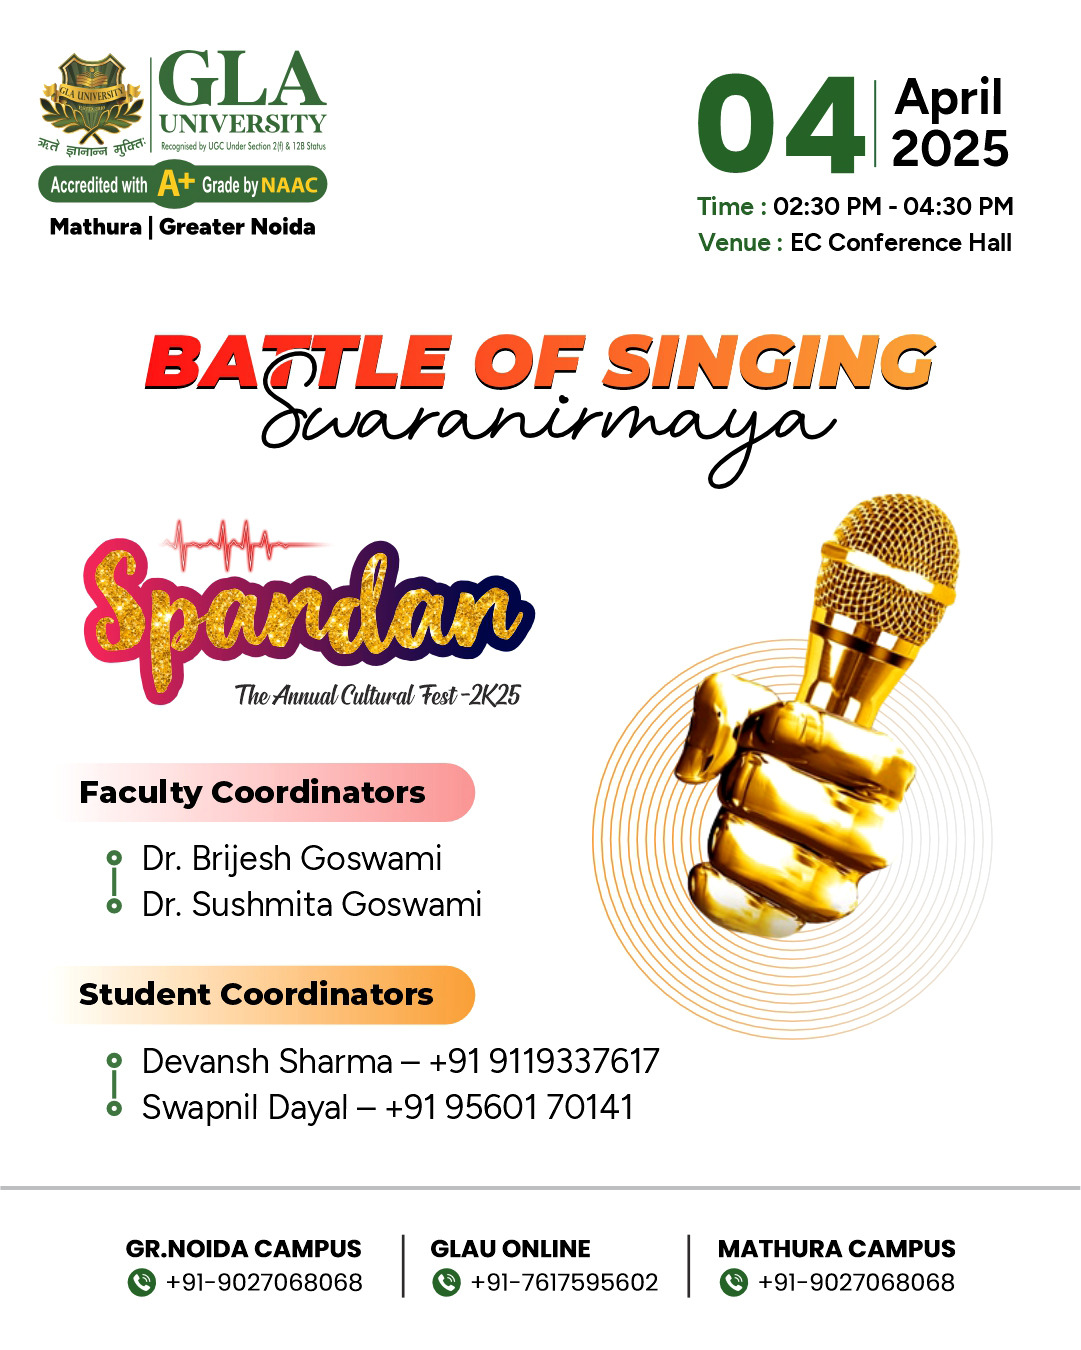 GLA UNIVERSITY
ऋते ज्ञानान्न मुक्तिः
GLA
UNIVERSITY
Recognised by UGC Under Section 2(f) & 12B Status
Accredited with A+ Grade by NAAC
Mathura | Greater Noida
04 April 2025
Time : 02:30 PM - 04:30 PM
Venue : EC Conference Hall
BATTLE OF SINGING
Swaranirmaya
Spandan
The Annual Cultural Fest -2K25
Faculty Coordinators
Dr. Brijesh Goswami
Dr. Sushmita Goswami
Student Coordinators
Devansh Sharma – +91 9119337617
Swapnil Dayal – +91 95601 70141
GR.NOIDA CAMPUS
+91-9027068068
GLAU ONLINE
+91-7617595602
MATHURA CAMPUS
+91-9027068068